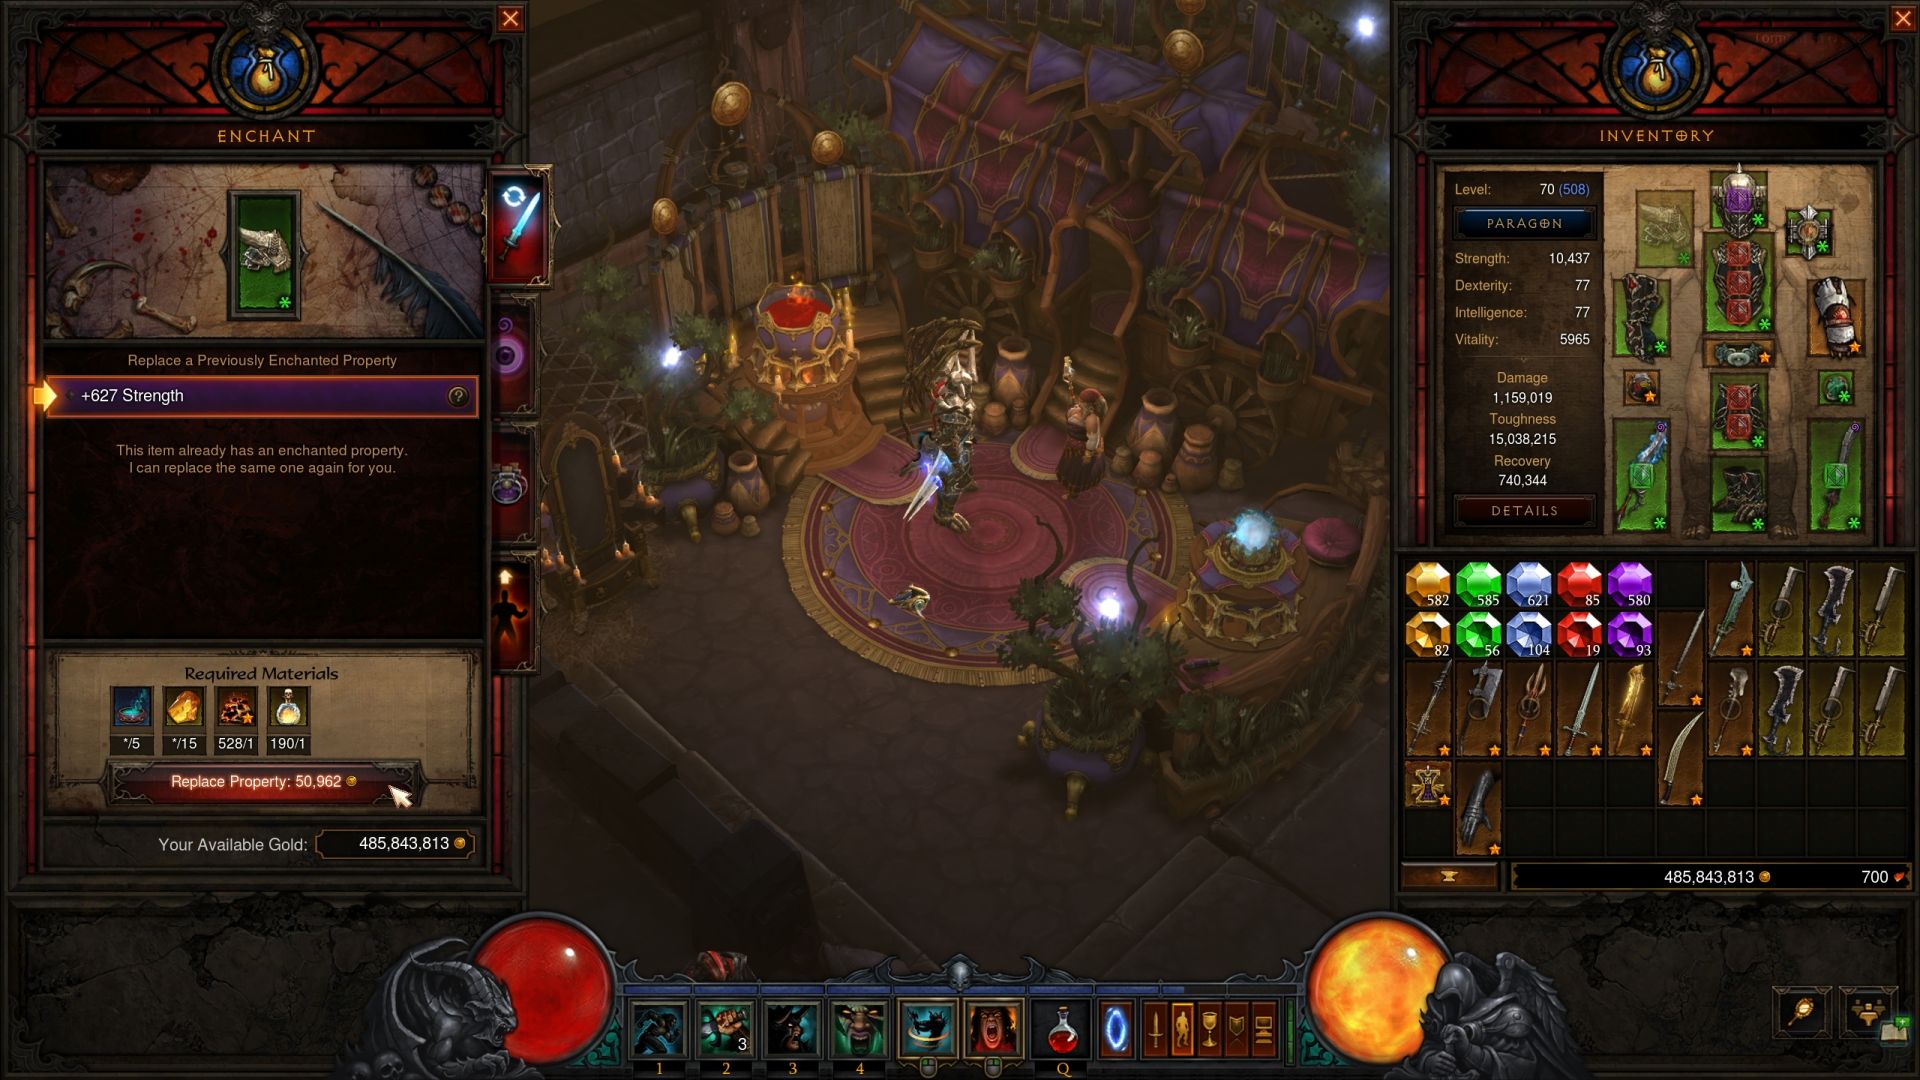 ENCHANT
Replace a Previously Enchanted Property
+627 Strength
?
This item already has an enchanted property.
I can replace the same one again for you.
Required Materials
*/5
*/15
528/1
190/1
Replace Property: 50,962
Your Available Gold:
485,843,813
INVENTORY
Level:
70 (508)
PARAGON
Strength:
10,437
Dexterity:
77
Intelligence:
77
Vitality:
5965
Damage
1,159,019
Toughness
15,038,215
Recovery
740,344
DETAILS
582
585
621
85
580
82
56
104
19
93
485,843,813
700
3
1
2
3
4
Q